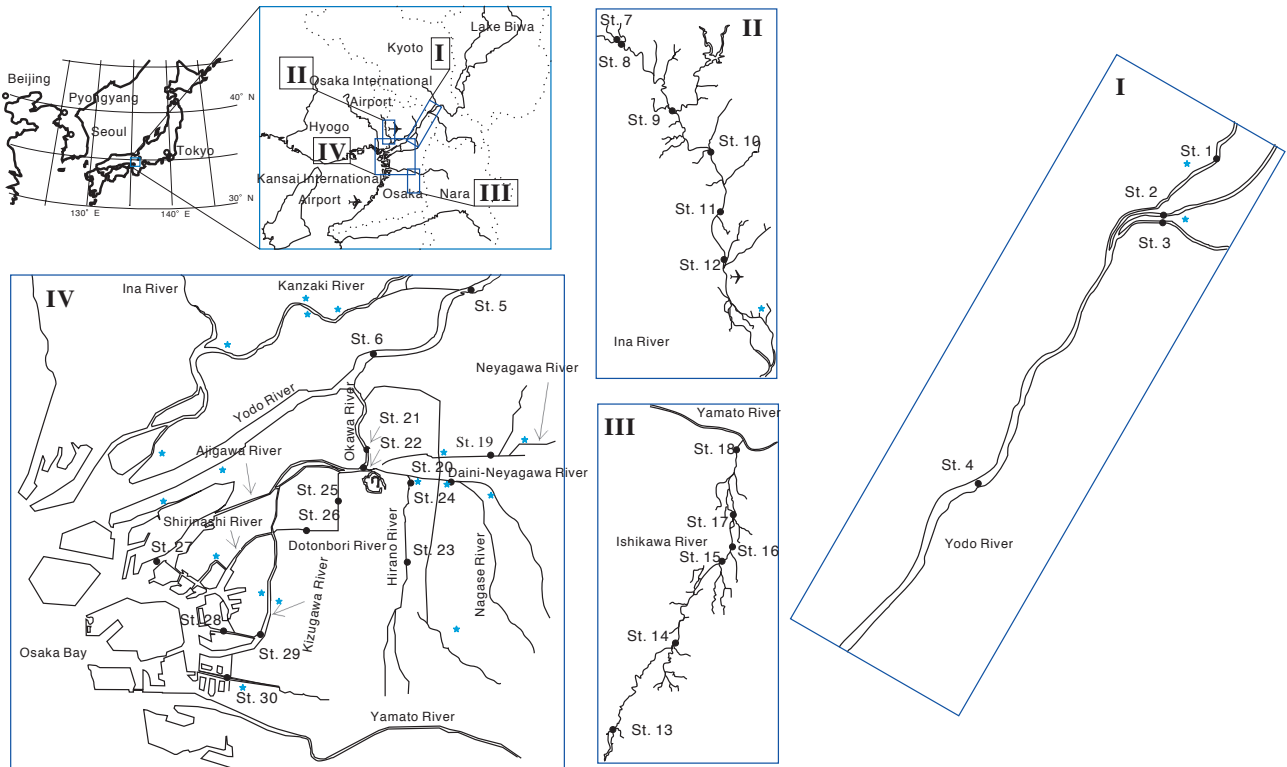 Beijing
Pyongyang
Seoul
Tokyo
40° N
30° N
130° E
140° E
Lake Biwa
Kyoto
I
II
Osaka International
Airport
Hyogo
IV
Kansai International
Airport
Osaka
Nara
III
II
St. 7
St. 8
St. 9
St. 10
St. 11
St. 12
Ina River
I
St. 1
St. 2
St. 3
St. 4
Yodo River
IV
Ina River
Kanzaki River
St. 5
St. 6
Neyagawa River
Yodo River
Okawa River
St. 21
St. 22
St. 19
Ajigawa River
St. 20
Daini-Neyagawa River
St. 25
St. 24
St. 26
Shirinashi River
Dotonbori River
St. 27
Hirano River
St. 23
Nagase River
Kizugawa River
St. 28
St. 29
Osaka Bay
St. 30
Yamato River
III
Yamato River
St. 18
St. 17
Ishikawa River
St. 16
St. 15
St. 14
St. 13